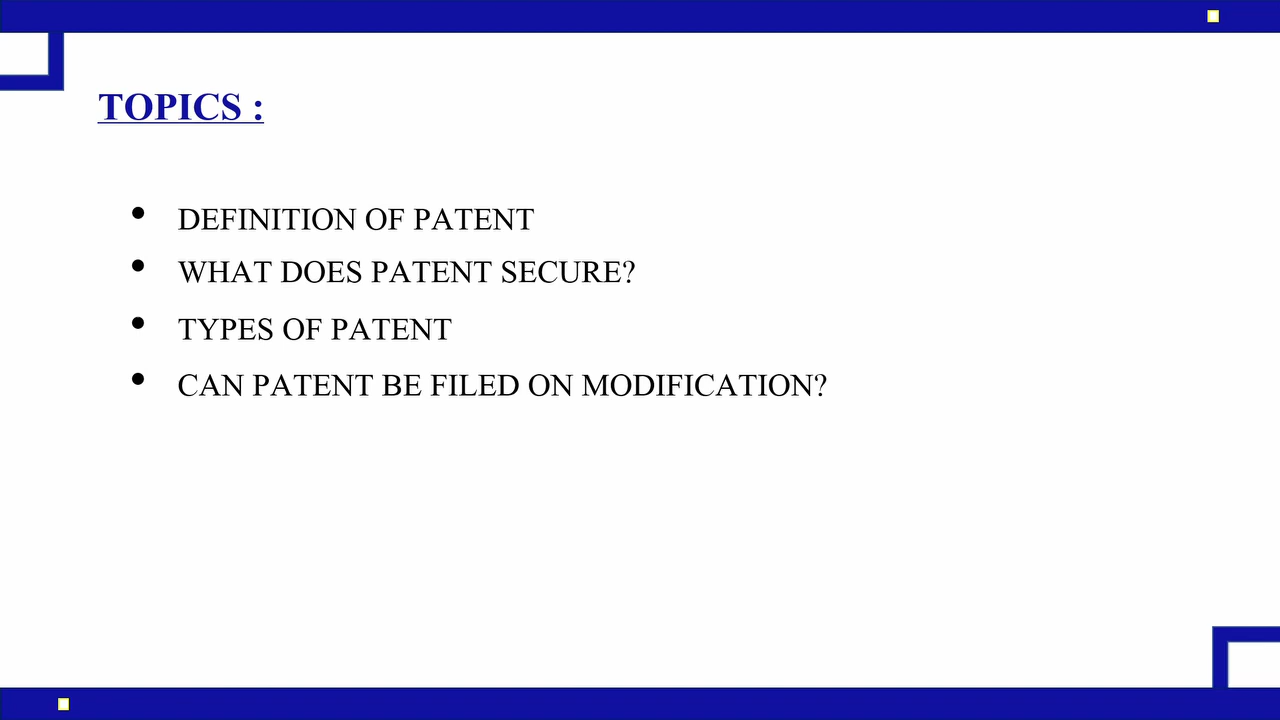 TOPICS :
• DEFINITION OF PATENT
• WHAT DOES PATENT SECURE?
• TYPES OF PATENT
• CAN PATENT BE FILED ON MODIFICATION?